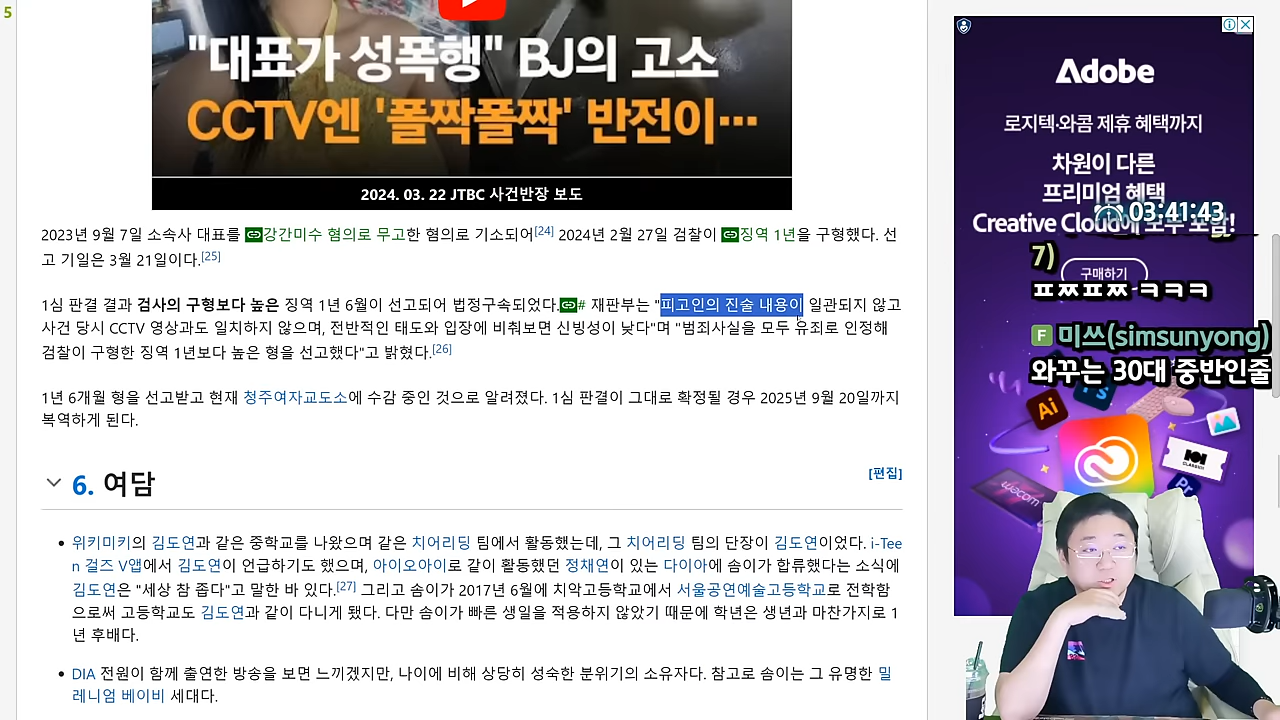 5
"대표가 성폭행" BJ의 고소
CCTV엔 '폴짝폴짝' 반전이…
2024. 03. 22 JTBC 사건반장 보도
2023년 9월 7일 소속사 대표를 강간미수 혐의로 무고한 혐의로 기소되어[24] 2024년 2월 27일 검찰이 징역 1년을 구형했다. 선
고 기일은 3월 21일이다.[25]
1심 판결 결과 검사의 구형보다 높은 징역 1년 6월이 선고되어 법정구속되었다.# 재판부는 "피고인의 진술 내용이 일관되지 않고
사건 당시 CCTV 영상과도 일치하지 않으며, 전반적인 태도와 입장에 비춰보면 신빙성이 낮다"며 "범죄사실을 모두 유죄로 인정해
검찰이 구형한 징역 1년보다 높은 형을 선고했다"고 밝혔다.[26]
1년 6개월 형을 선고받고 현재 청주여자교도소에 수감 중인 것으로 알려졌다. 1심 판결이 그대로 확정될 경우 2025년 9월 20일까지
복역하게 된다.
6. 여담
[편집]
위키미키의 김도연과 같은 중학교를 나왔으며 같은 치어리딩 팀에서 활동했는데, 그 치어리딩 팀의 단장이 김도연이었다. i-Tee
n 걸즈 V앱에서 김도연이 언급하기도 했으며, 아이오아이로 같이 활동했던 정채연이 있는 다이아에 솜이가 합류했다는 소식에
김도연은 "세상 참 좁다"고 말한 바 있다.[27] 그리고 솜이가 2017년 6월에 치악고등학교에서 서울공연예술고등학교로 전학함
으로써 고등학교도 김도연과 같이 다니게 됐다. 다만 솜이가 빠른 생일을 적용하지 않았기 때문에 학년은 생년과 마찬가지로 1
년 후배다.
DIA 전원이 함께 출연한 방송을 보면 느끼겠지만, 나이에 비해 상당히 성숙한 분위기의 소유자다. 참고로 솜이는 그 유명한 밀
레니엄 베이비 세대다.
Adobe
로지텍·와콤 제휴 혜택까지
차원이 다른
프리미엄 혜택
03:41:43
Creative Cloud에 모두 포함!
7)
구매하기
ㅍㅉㅍㅉ ㅋㅋㅋ
F 미쓰(simsunyong)
와꾸는 30대 중반인줄
Ai
Ps
CLASS101
wacom
Pr